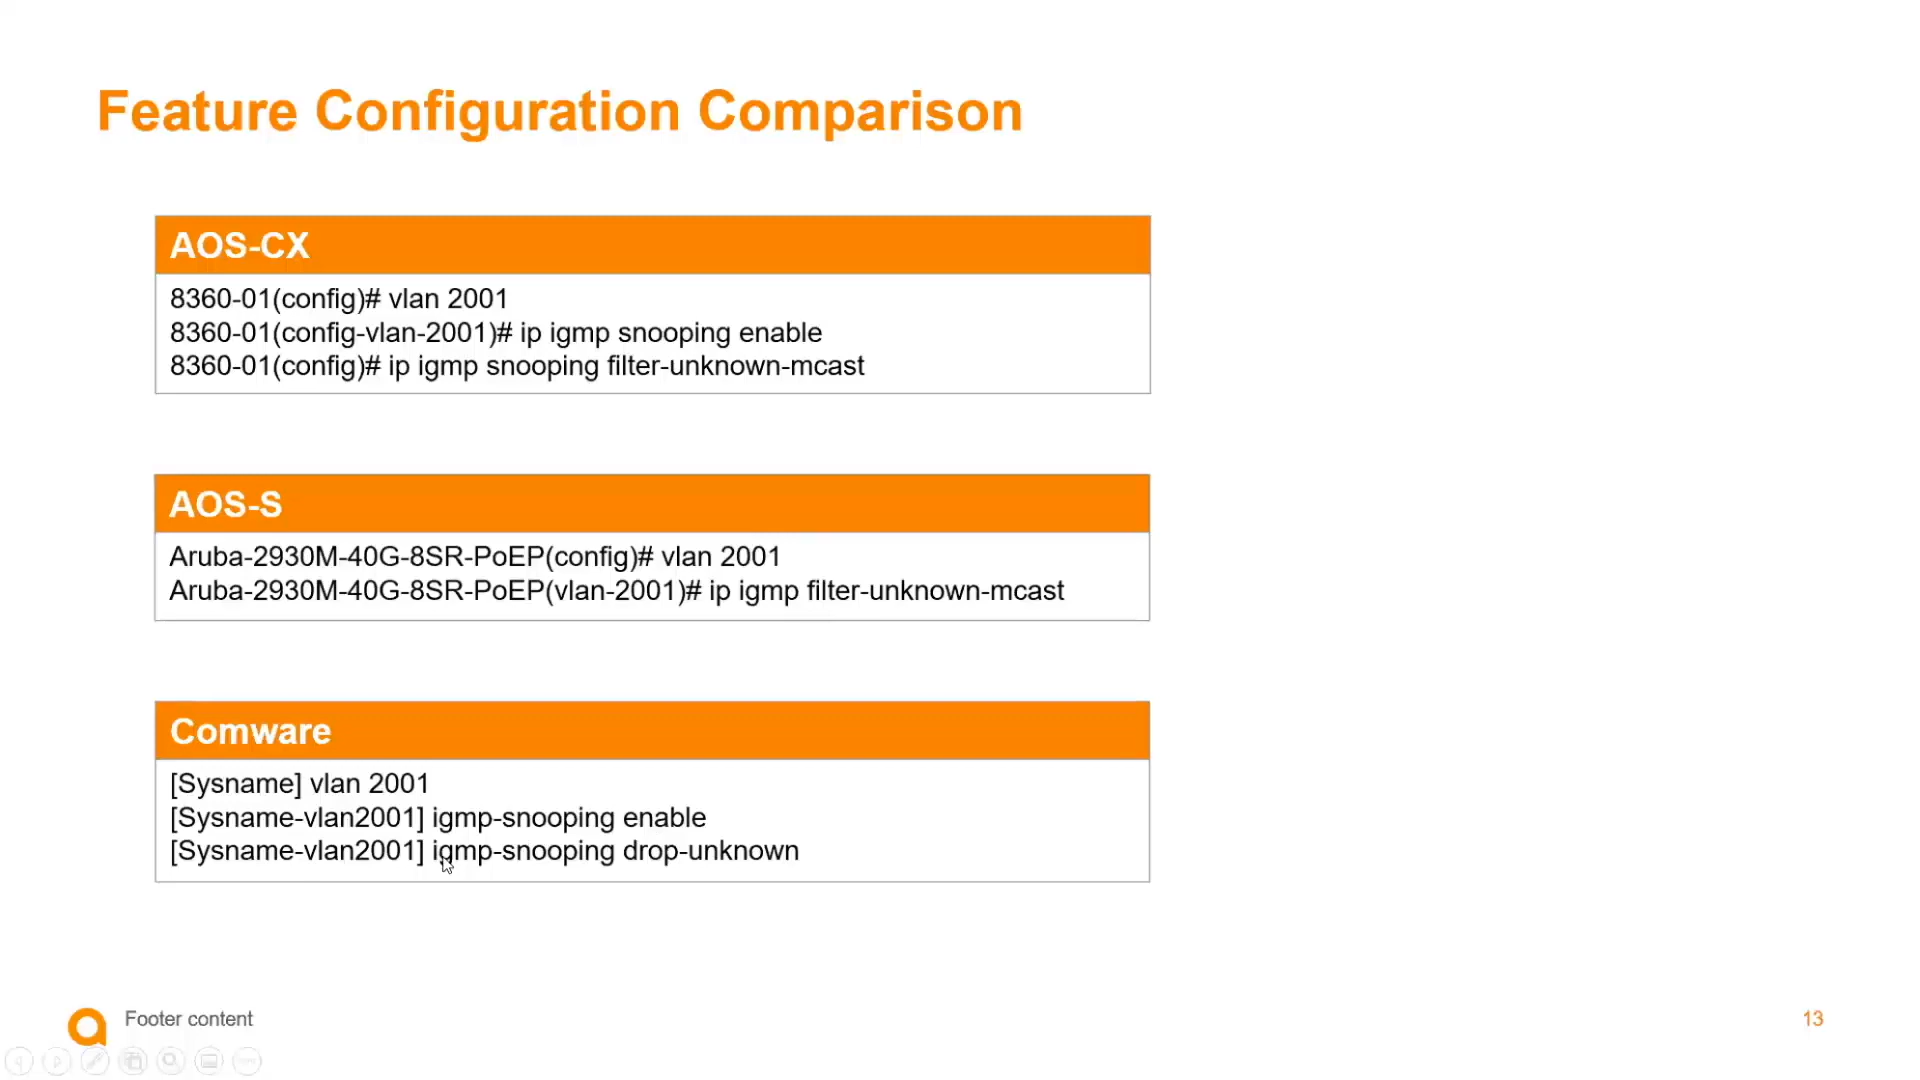 Feature Configuration Comparison
AOS-CX
8360-01(config)# vlan 2001
8360-01(config-vlan-2001)# ip igmp snooping enable
8360-01(config)# ip igmp snooping filter-unknown-mcast
AOS-S
Aruba-2930M-40G-8SR-PoEP(config)# vlan 2001
Aruba-2930M-40G-8SR-PoEP(vlan-2001)# ip igmp filter-unknown-mcast
Comware
[Sysname] vlan 2001
[Sysname-vlan2001] igmp-snooping enable
[Sysname-vlan2001] igmp-snooping drop-unknown
Footer content
13